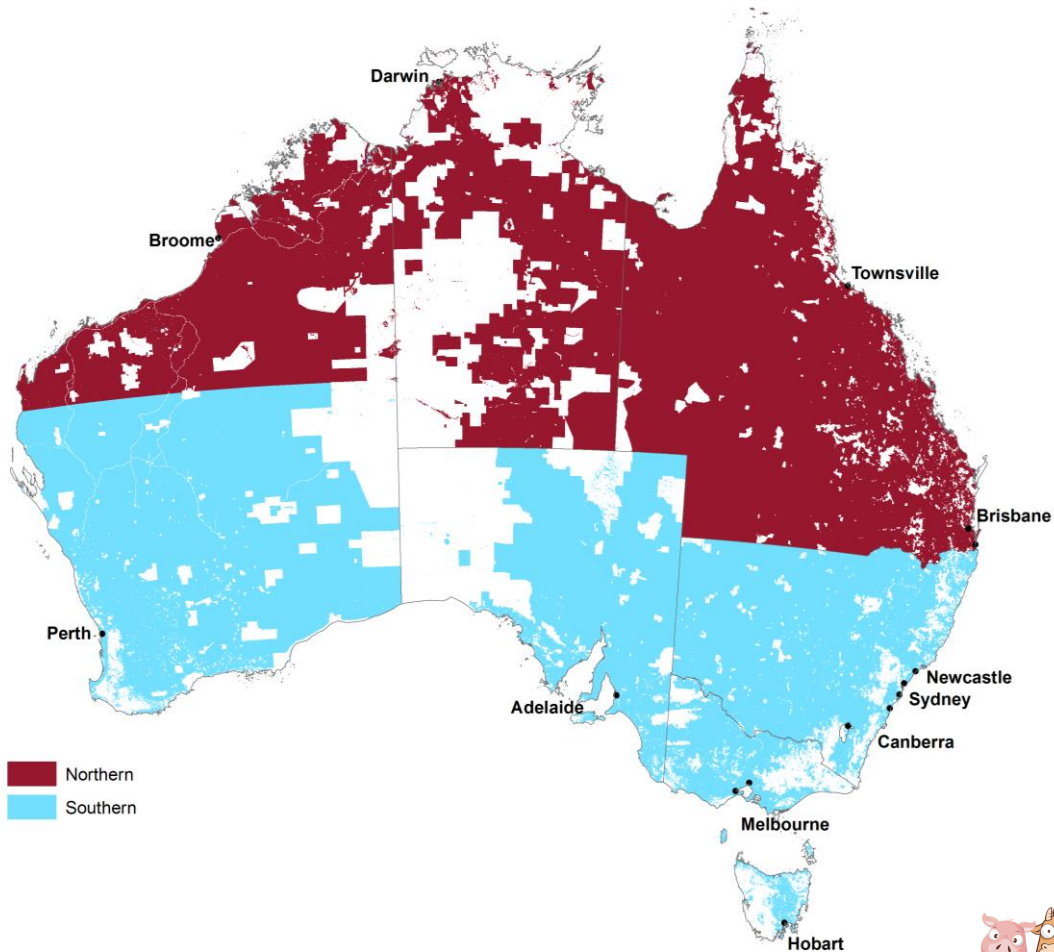 Darwin
Broome
Townsville
Brisbane
Perth
Newcastle
Adelaide
Sydney
Canberra
Northern
Southern
Melbourne
Hobart